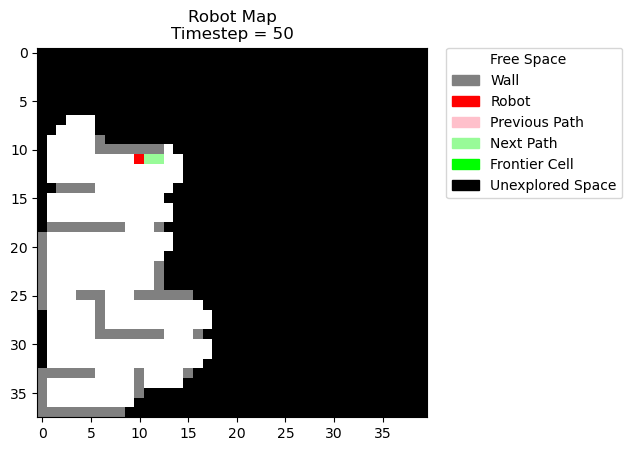 Robot Map
Timestep = 50
0
5
10
15
20
25
30
35
0
5
10
15
20
25
30
35
Free Space
Wall
Robot
Previous Path
Next Path
Frontier Cell
Unexplored Space